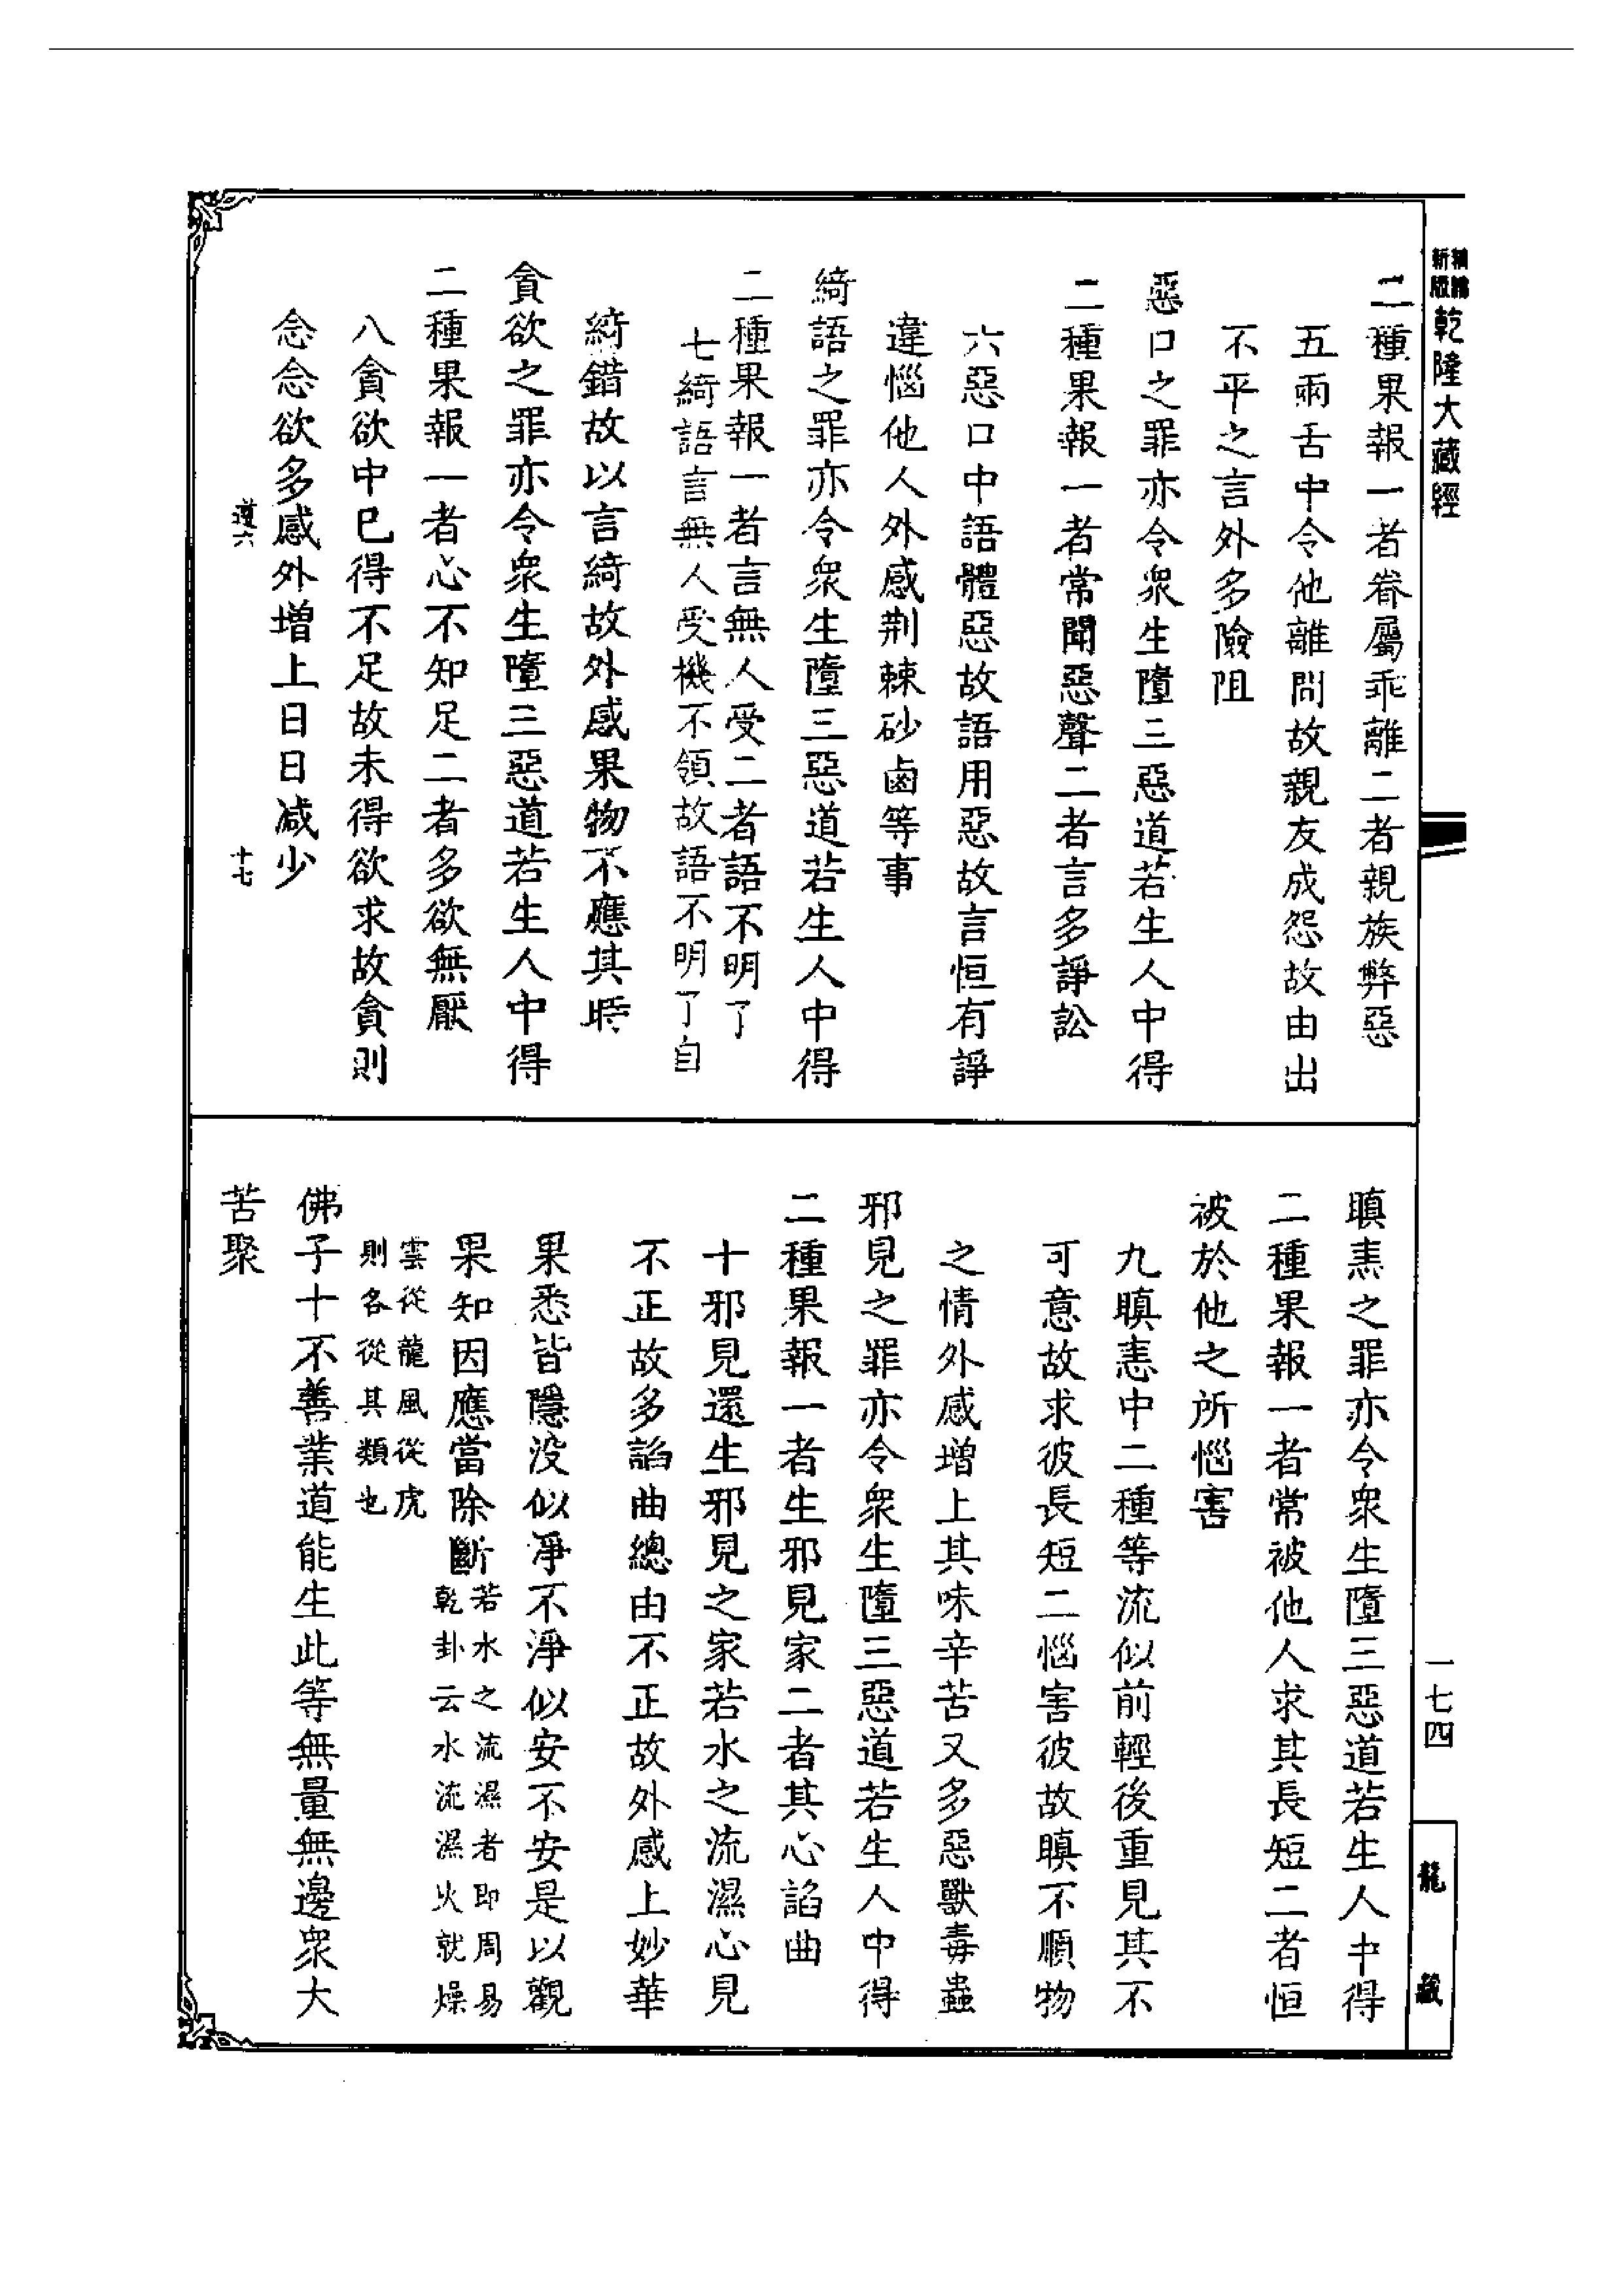 乾隆大藏經
二種果報一者眷屬乖離二者親族弊惡
五兩舌中令他離間故親友成怨故由出
不平之言外多險阻
惡口之罪亦令衆生墮三惡道若生人中得
二種果報一者常聞惡聲二者言多諍訟
六惡口中語體惡故語用惡故言恒有諍
違惱他人外感荆棘砂鹵等事
綺語之罪亦令衆生墮三惡道若生人中得
二種果報一者言無人受二者語不明了
七綺語言無人受機不領故語不明了自
綺錯故以言綺故外感果物不應其時
貪欲之罪亦令衆生墮三惡道若生人中得
二種果報一者心不知足二者多欲無厭
八貪欲中已得不足故未得欲求故貪則
念念欲多感外增上日日減少
遵六
十七
瞋恚之罪亦令衆生墮三惡道若生人中得
二種果報一者常被他人求其長短二者恒
被於他之所惱害
九瞋恚中二種等流似前輕後重見其不
可意故求彼長短二惱害彼故瞋不順物
之情外感增上其味辛苦又多惡獸毒蟲
邪見之罪亦令衆生墮三惡道若生人中得
二種果報一者生邪見家二者其心諂曲
十邪見還生邪見之家若水之流濕心見
不正故多諂曲總由不正故外感上妙華
果悉皆隱没似淨不淨似安不安是以觀
果知因應當除斷若水之流濕者即周易
乾卦云水流濕火就燥
雲從龍風從虎
則各從其類也
佛子十不善業道能生此等無量無邊衆大
苦聚
一七四
龍藏